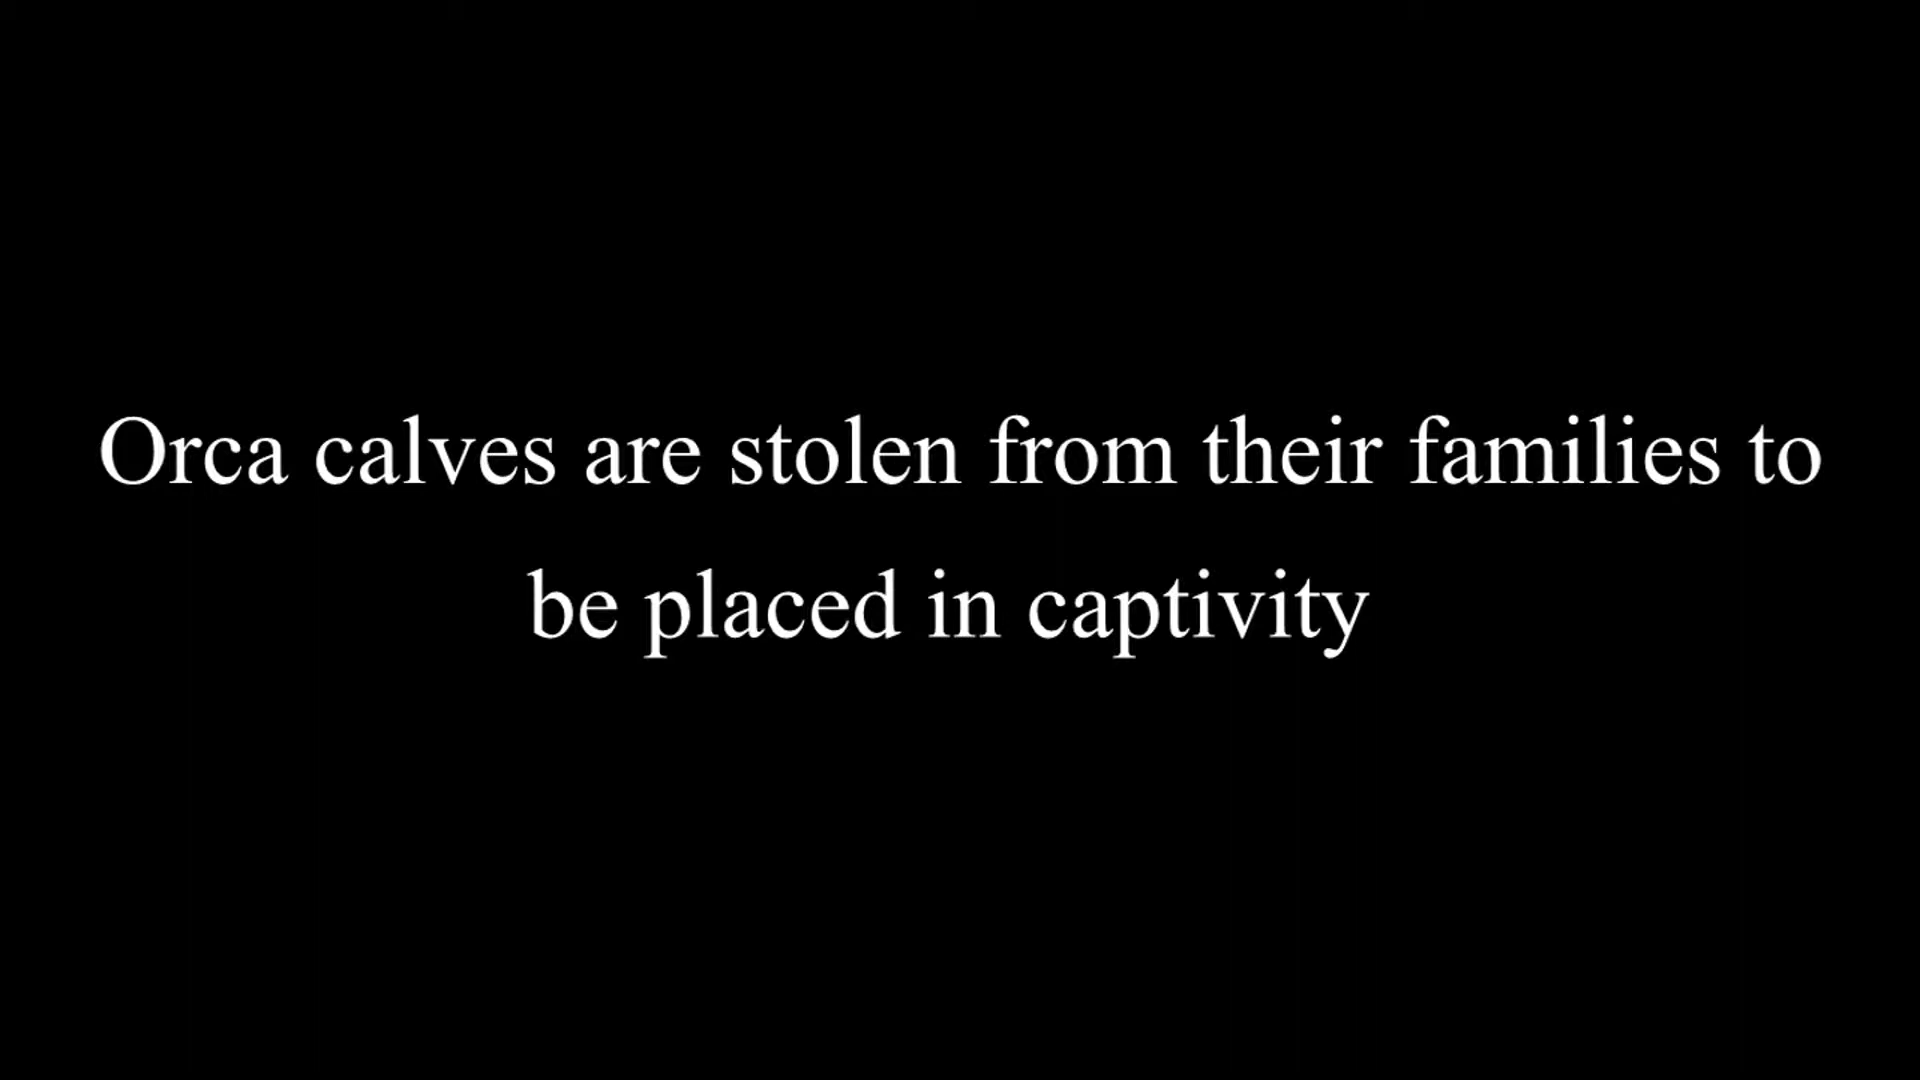 Orca calves are stolen from their families to
be placed in captivity